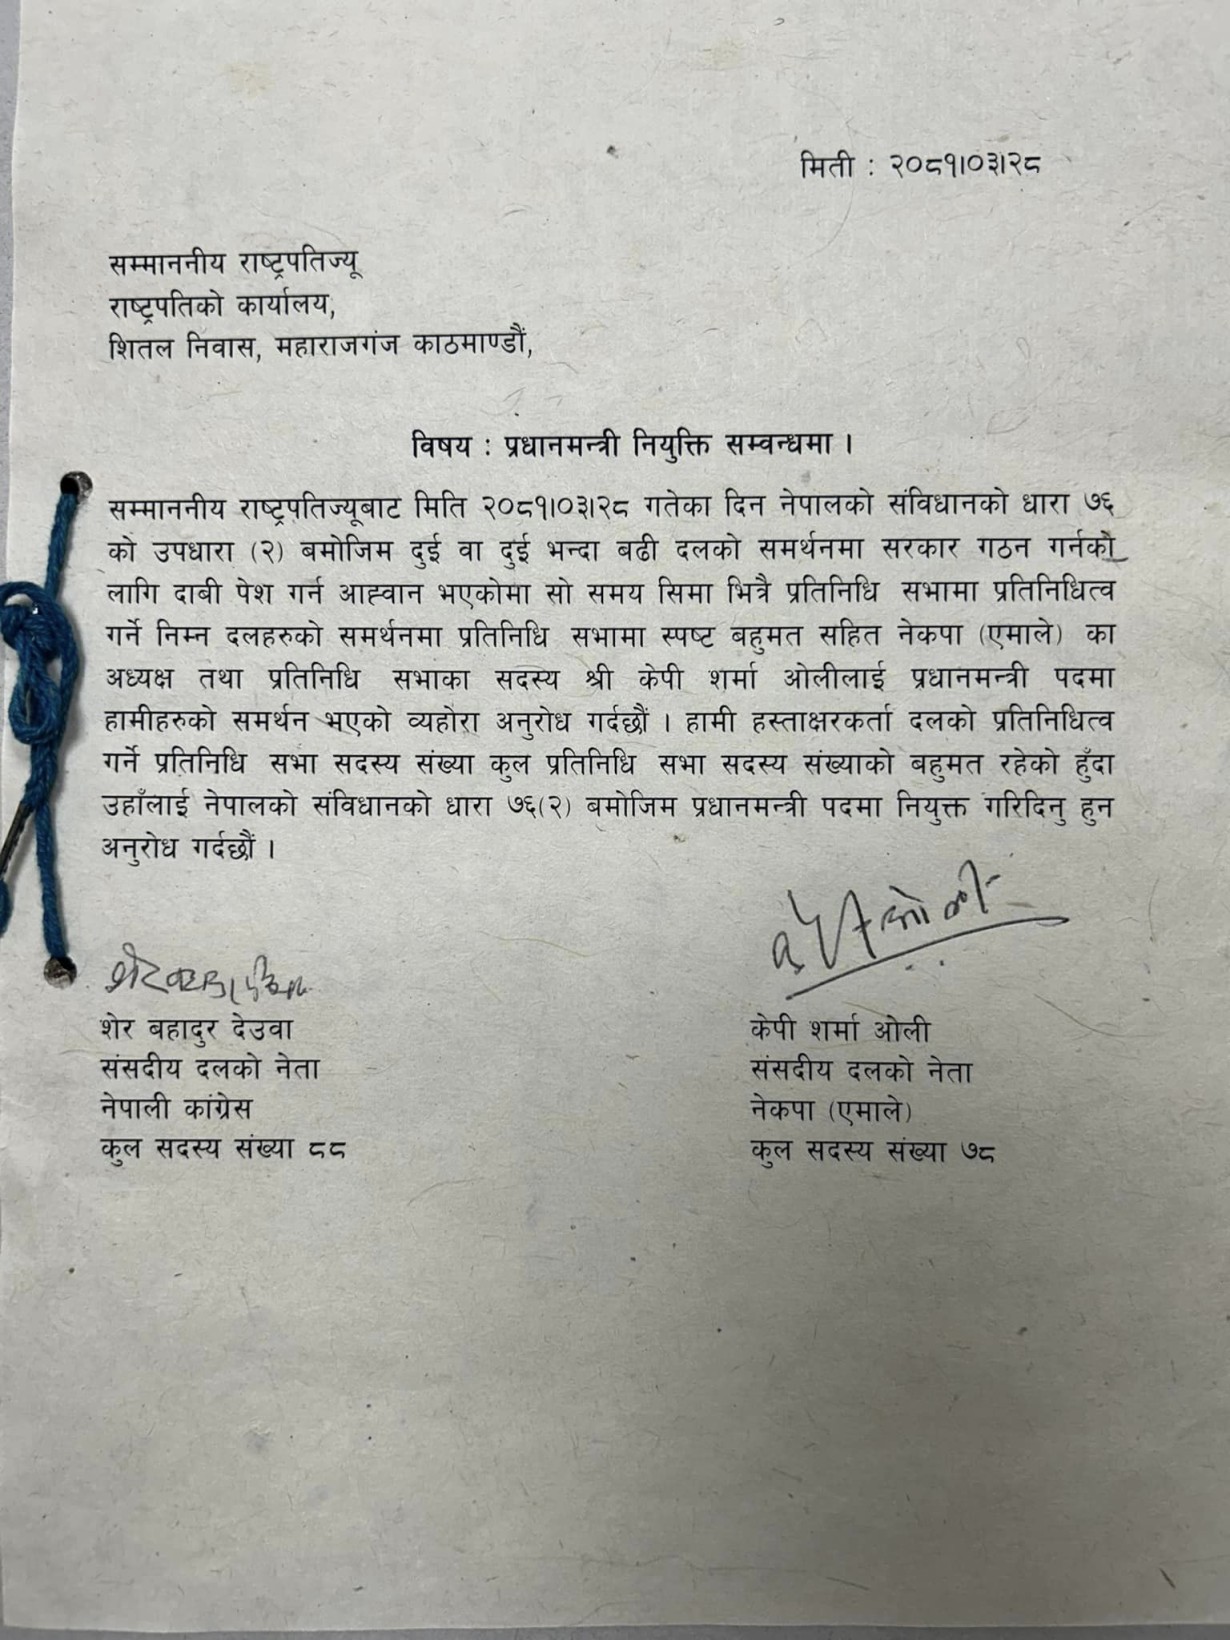 मिती : २०८१।०३।२८
सम्माननीय राष्ट्रपतिज्यू
राष्ट्रपतिको कार्यालय,
शितल निवास, महाराजगंज काठमाण्डौं,
विषय : प्रधानमन्त्री नियुक्ति सम्वन्धमा ।
सम्माननीय राष्ट्रपतिज्यूबाट मिति २०८१।०३।२८ गतेका दिन नेपालको संविधानको धारा ७६
को उपधारा (२) बमोजिम दुई वा दुई भन्दा बढी दलको समर्थनमा सरकार गठन गर्नको
लागि दाबी पेश गर्न आह्वान भएकोमा सो समय सिमा भित्रै प्रतिनिधि सभामा प्रतिनिधित्व
गर्ने निम्न दलहरुको समर्थनमा प्रतिनिधि सभामा स्पष्ट बहुमत सहित नेकपा (एमाले) का
अध्यक्ष तथा प्रतिनिधि सभाका सदस्य श्री केपी शर्मा ओलीलाई प्रधानमन्त्री पदमा
हामीहरुको समर्थन भएको व्यहोरा अनुरोध गर्दछौं । हामी हस्ताक्षरकर्ता दलको प्रतिनिधित्व
गर्ने प्रतिनिधि सभा सदस्य संख्या कुल प्रतिनिधि सभा सदस्य संख्याको बहुमत रहेको हुँदा
उहाँलाई नेपालको संविधानको धारा ७६(२) बमोजिम प्रधानमन्त्री पदमा नियुक्त गरिदिनु हुन
अनुरोध गर्दछौं ।
शेर बहादुर देउवा
संसदीय दलको नेता
नेपाली कांग्रेस
कुल सदस्य संख्या ८८
केपी शर्मा ओली
संसदीय दलको नेता
नेकपा (एमाले)
कुल सदस्य संख्या ७८